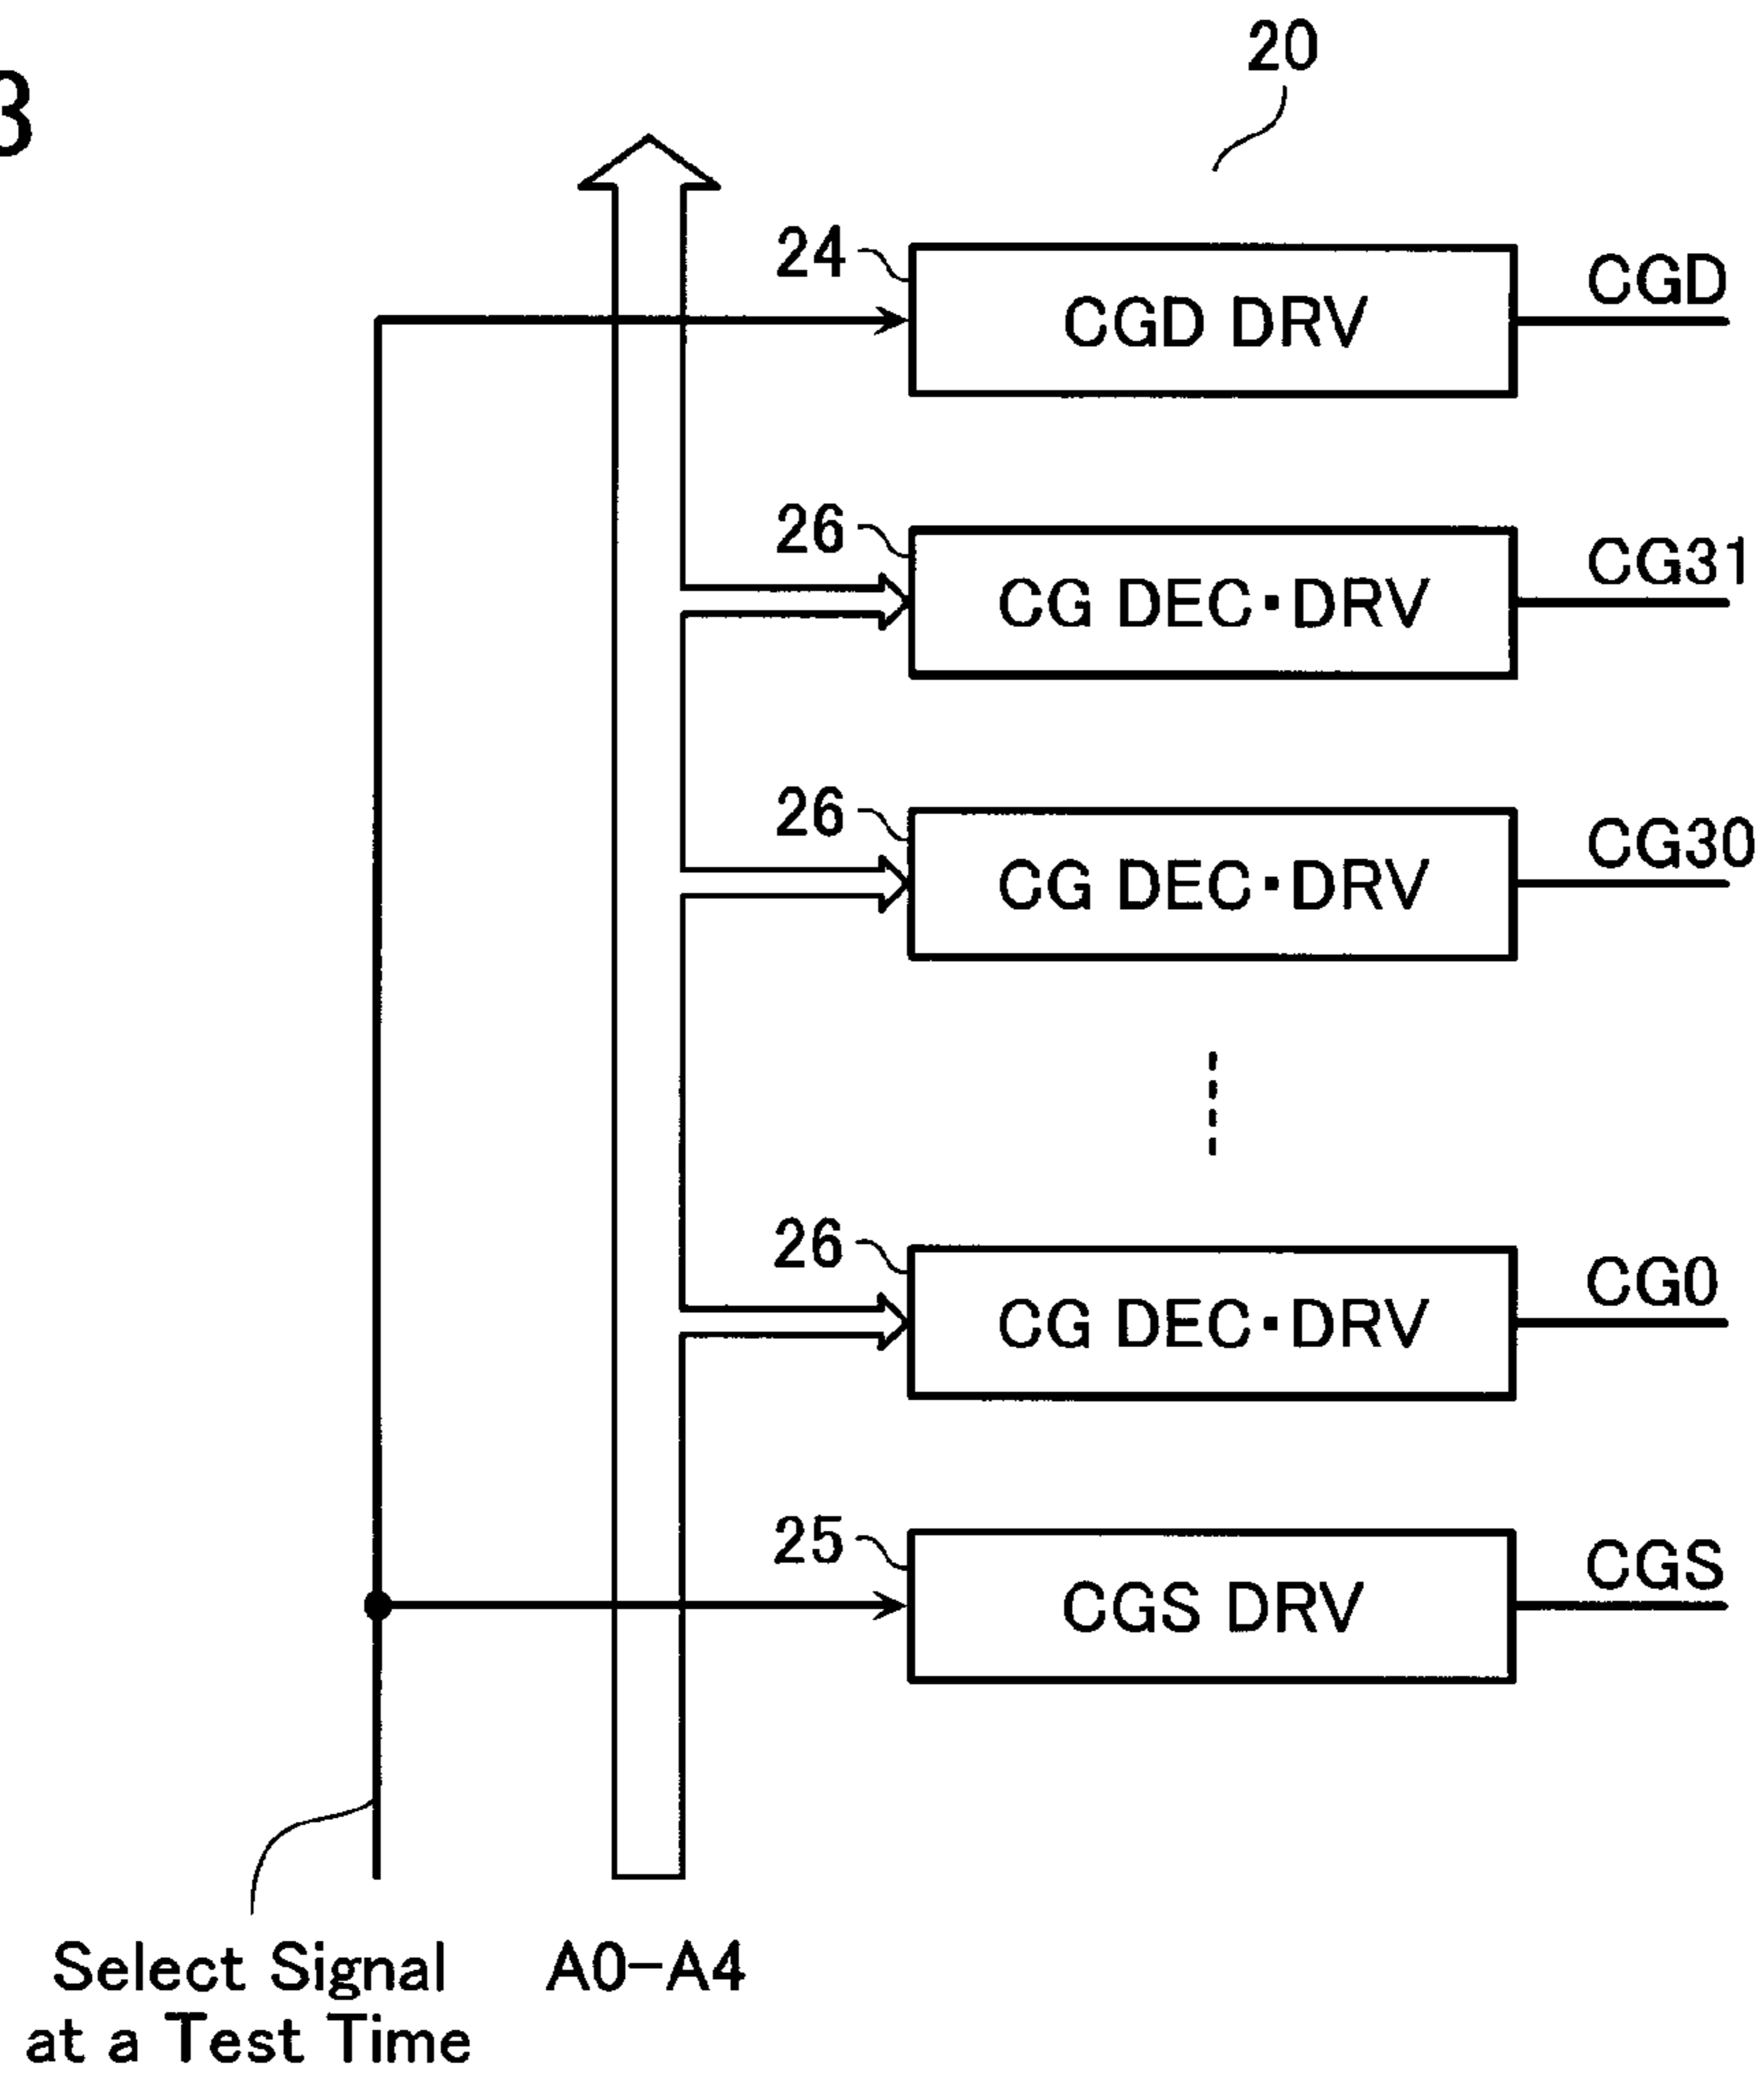 3
20
24
CGD DRV
CGD
26
CG DEC・DRV
CG31
26
CG DEC・DRV
CG30
26
CG DEC・DRV
CG0
25
CGS DRV
CGS
Select Signal
at a Test Time
A0-A4